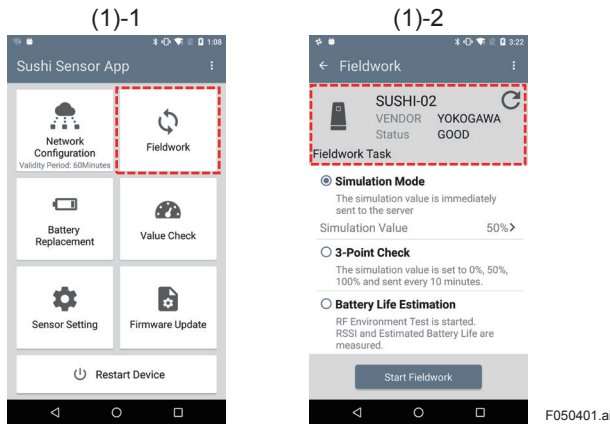 (1)-1
1:08
Sushi Sensor App
Network
Configuration
Validity Period: 60Minutes
Fieldwork
Battery
Replacement
Value Check
Sensor Setting
Firmware Update
Restart Device
(1)-2
3:22
Fieldwork
SUSHI-02
VENDOR YOKOGAWA
Status GOOD
Fieldwork Task
Simulation Mode
The simulation value is immediately
sent to the server
Simulation Value 50%
3-Point Check
The simulation value is set to 0%, 50%,
100% and sent every 10 minutes.
Battery Life Estimation
RF Environment Test is started.
RSSI and Estimated Battery Life are
measured.
Start Fieldwork
F050401.ai